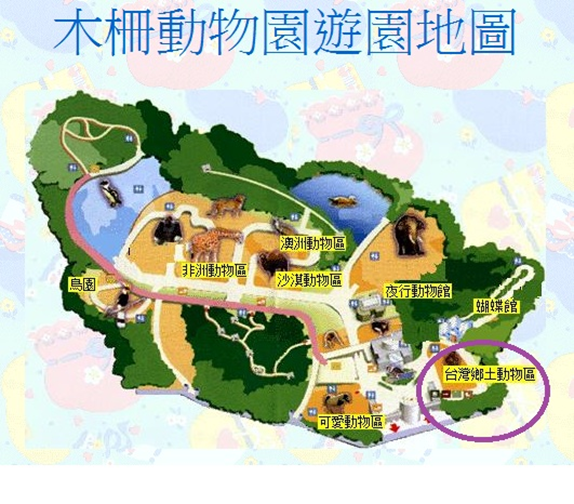 木柵動物園遊園地圖
澳洲動物區
非洲動物區
沙漠動物區
鳥園
夜行動物館
蝴蝶館
台灣鄉土動物區
可愛動物區